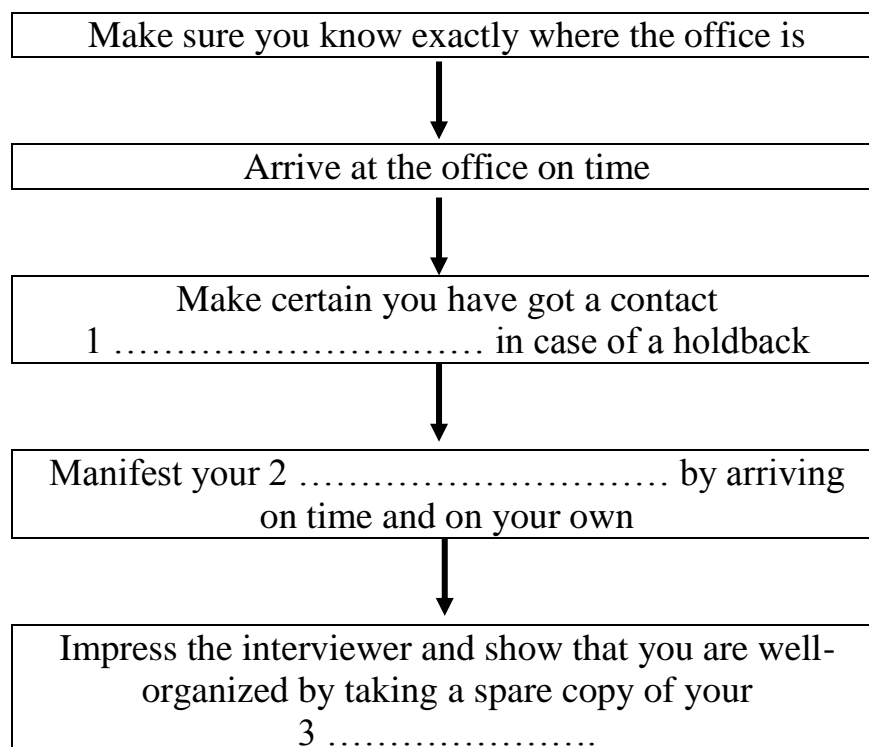 Make sure you know exactly where the office is
Arrive at the office on time
Make certain you have got a contact
1 ………………………… in case of a holdback
Manifest your 2 ………………………… by arriving
on time and on your own
Impress the interviewer and show that you are well-
organized by taking a spare copy of your
3 ………………….